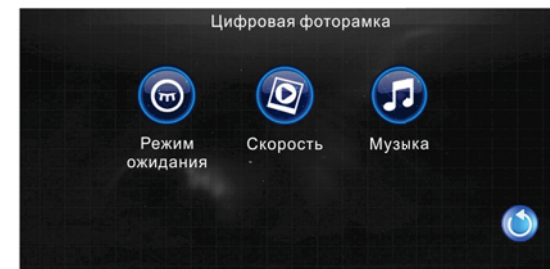 Цифровая фоторамка
Режим
ожидания
Скорость
Музыка